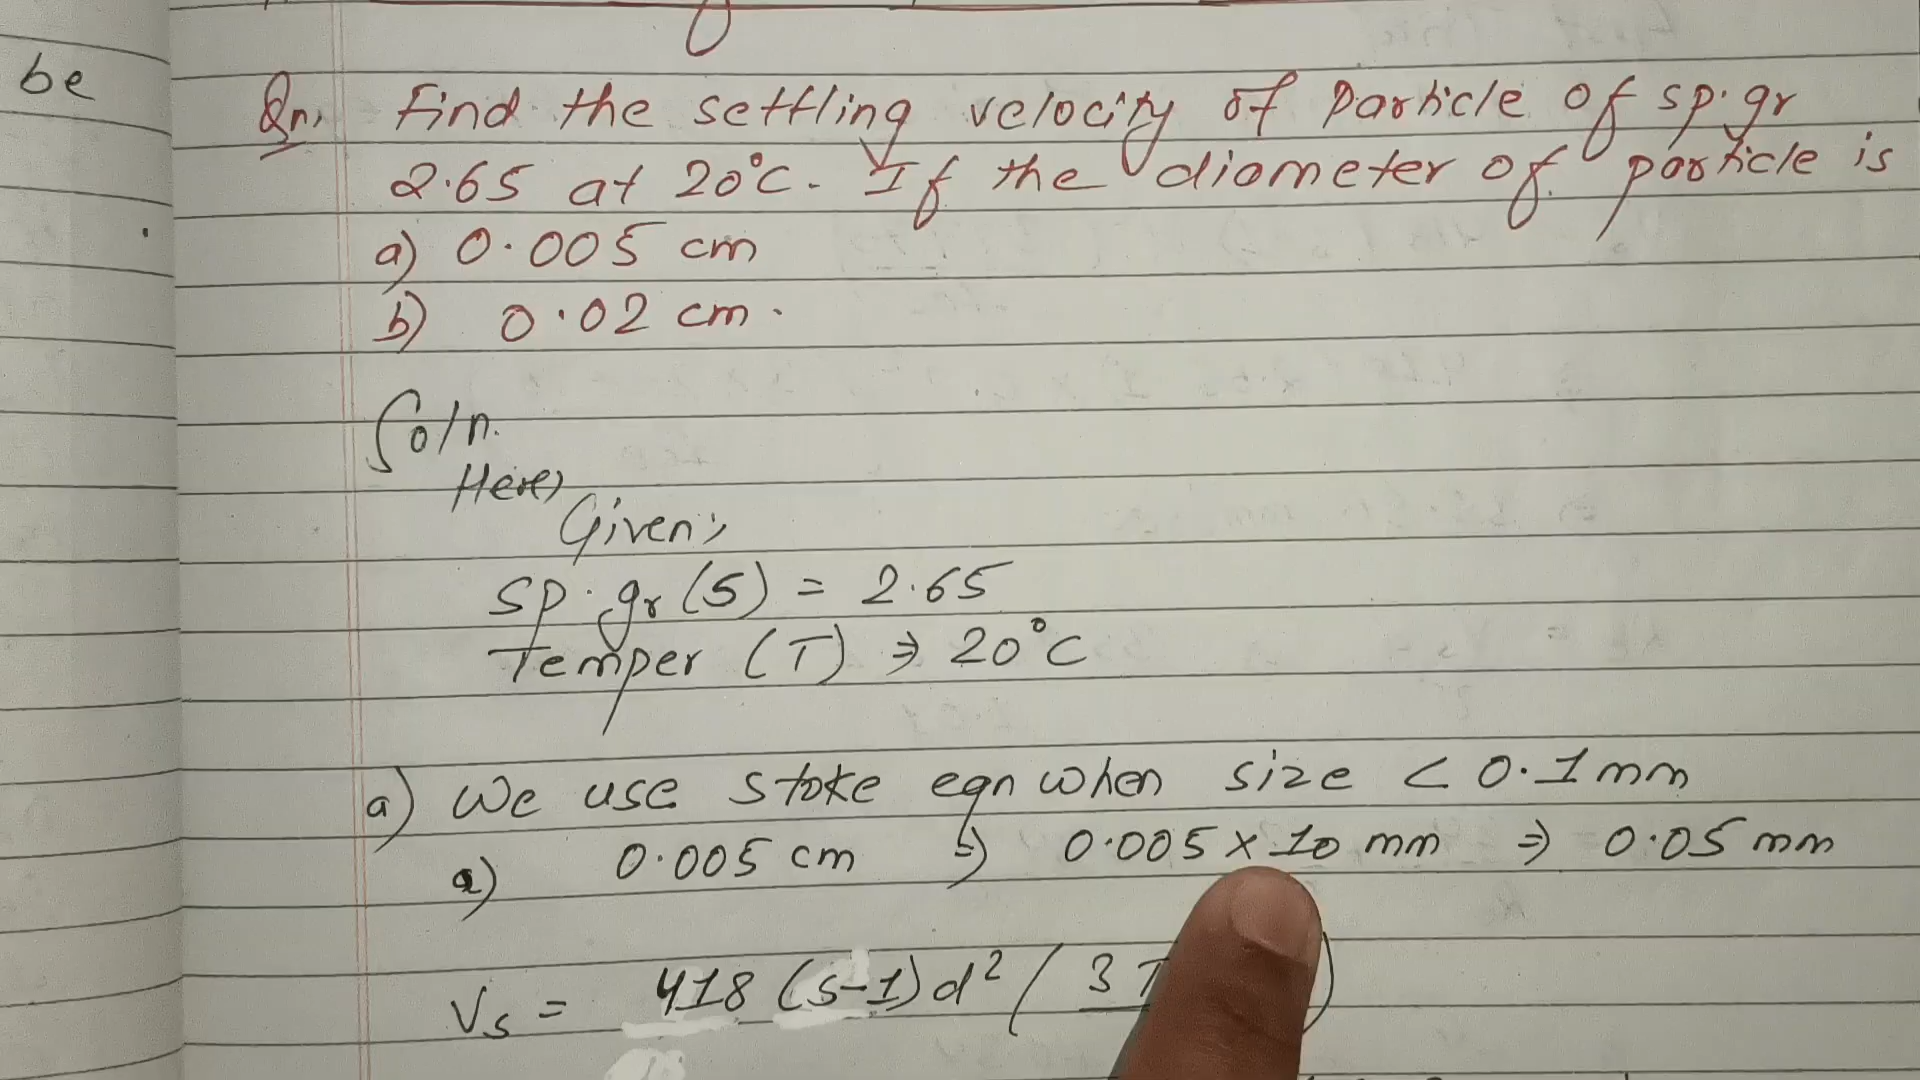 be
Qn, Find the settling velocity of Particle of sp.gr
2.65 at 20°C. If the diameter of particle is
a) 0.005 cm
b) 0.02 cm.
Soln.
Here,
Given,
sp.gr (S) = 2.65
Temper (T) ⇒ 20°C
a) We use stoke eqn when size < 0.1 mm
a) 0.005 cm ⇒ 0.005 × 10 mm ⇒ 0.05 mm
Vs = 418 (s-1) d² ( 3T )